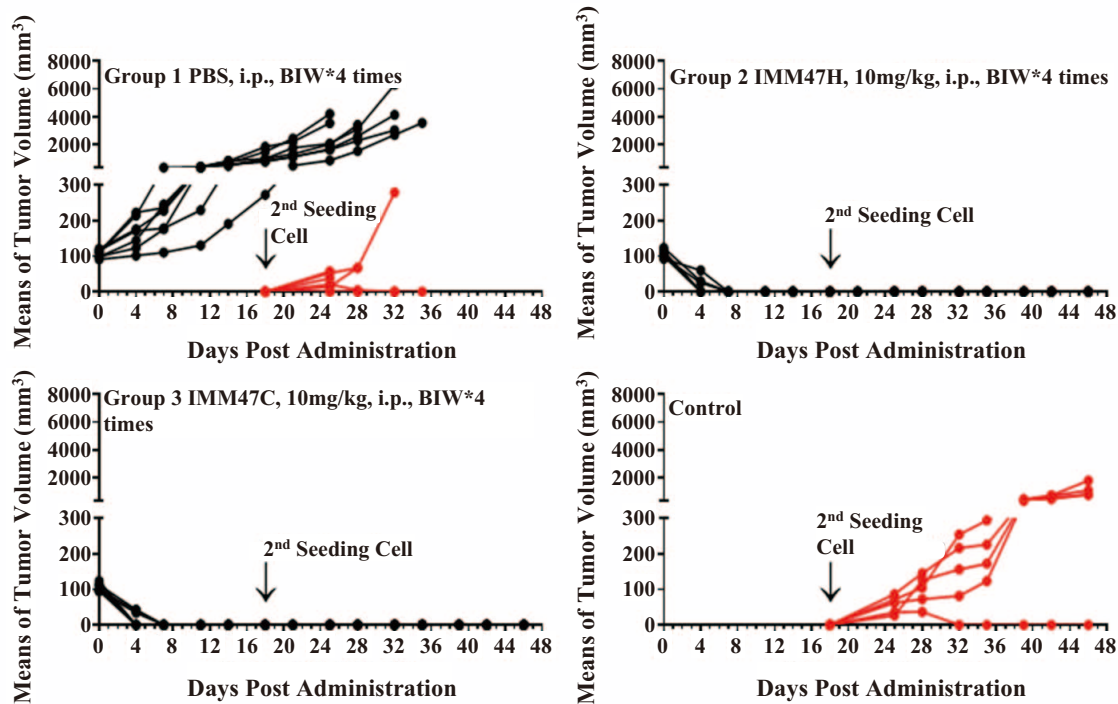 Means of Tumor Volume (mm³)
8000
6000
4000
2000
300
200
100
0
Group 1 PBS, i.p., BIW*4 times
2nd Seeding
Cell
0 4 8 12 16 20 24 28 32 36 40 44 48
Days Post Administration
Means of Tumor Volume (mm³)
8000
6000
4000
2000
300
200
100
0
Group 2 IMM47H, 10mg/kg, i.p., BIW*4 times
2nd Seeding Cell
0 4 8 12 16 20 24 28 32 36 40 44 48
Days Post Administration
Means of Tumor Volume (mm³)
8000
6000
4000
2000
300
200
100
0
Group 3 IMM47C, 10mg/kg, i.p., BIW*4
times
2nd Seeding Cell
0 4 8 12 16 20 24 28 32 36 40 44 48
Days Post Administration
Means of Tumor Volume (mm³)
8000
6000
4000
2000
300
200
100
0
Control
2nd Seeding
Cell
0 4 8 12 16 20 24 28 32 36 40 44 48
Days Post Administration